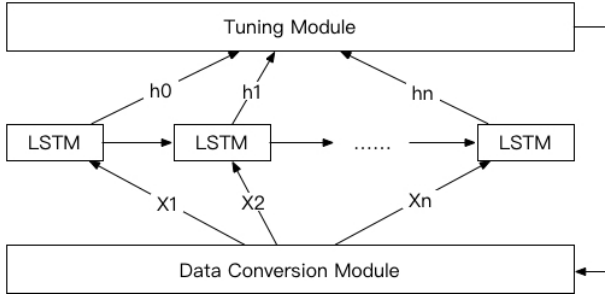 Tuning Module
h0
h1
hn
LSTM
LSTM
......
LSTM
X1
X2
Xn
Data Conversion Module